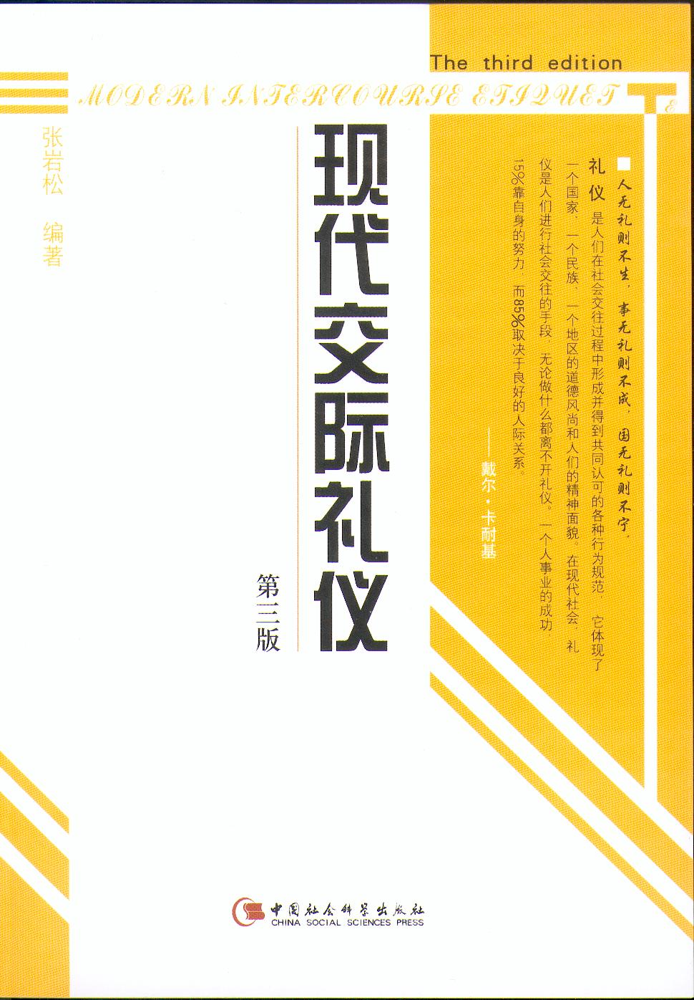 The third edition
MODERN INTERCOURSE ETIQUET
TE
人无礼则不生，事无礼则不成，国无礼则不宁。
礼仪 是人们在社会交往过程中形成并得到共同认可的各种行为规范，它体现了
一个国家、一个民族、一个地区的道德风尚和人们的精神面貌。在现代社会，礼
仪是人们进行社会交往的手段，无论做什么都离不开礼仪。一个人事业的成功，
15%靠自身的努力，而85%取决于良好的人际关系。
——戴尔·卡耐基
现代交际礼仪
第三版
张岩松 编著
中国社会科学出版社
CHINA SOCIAL SCIENCES PRESS